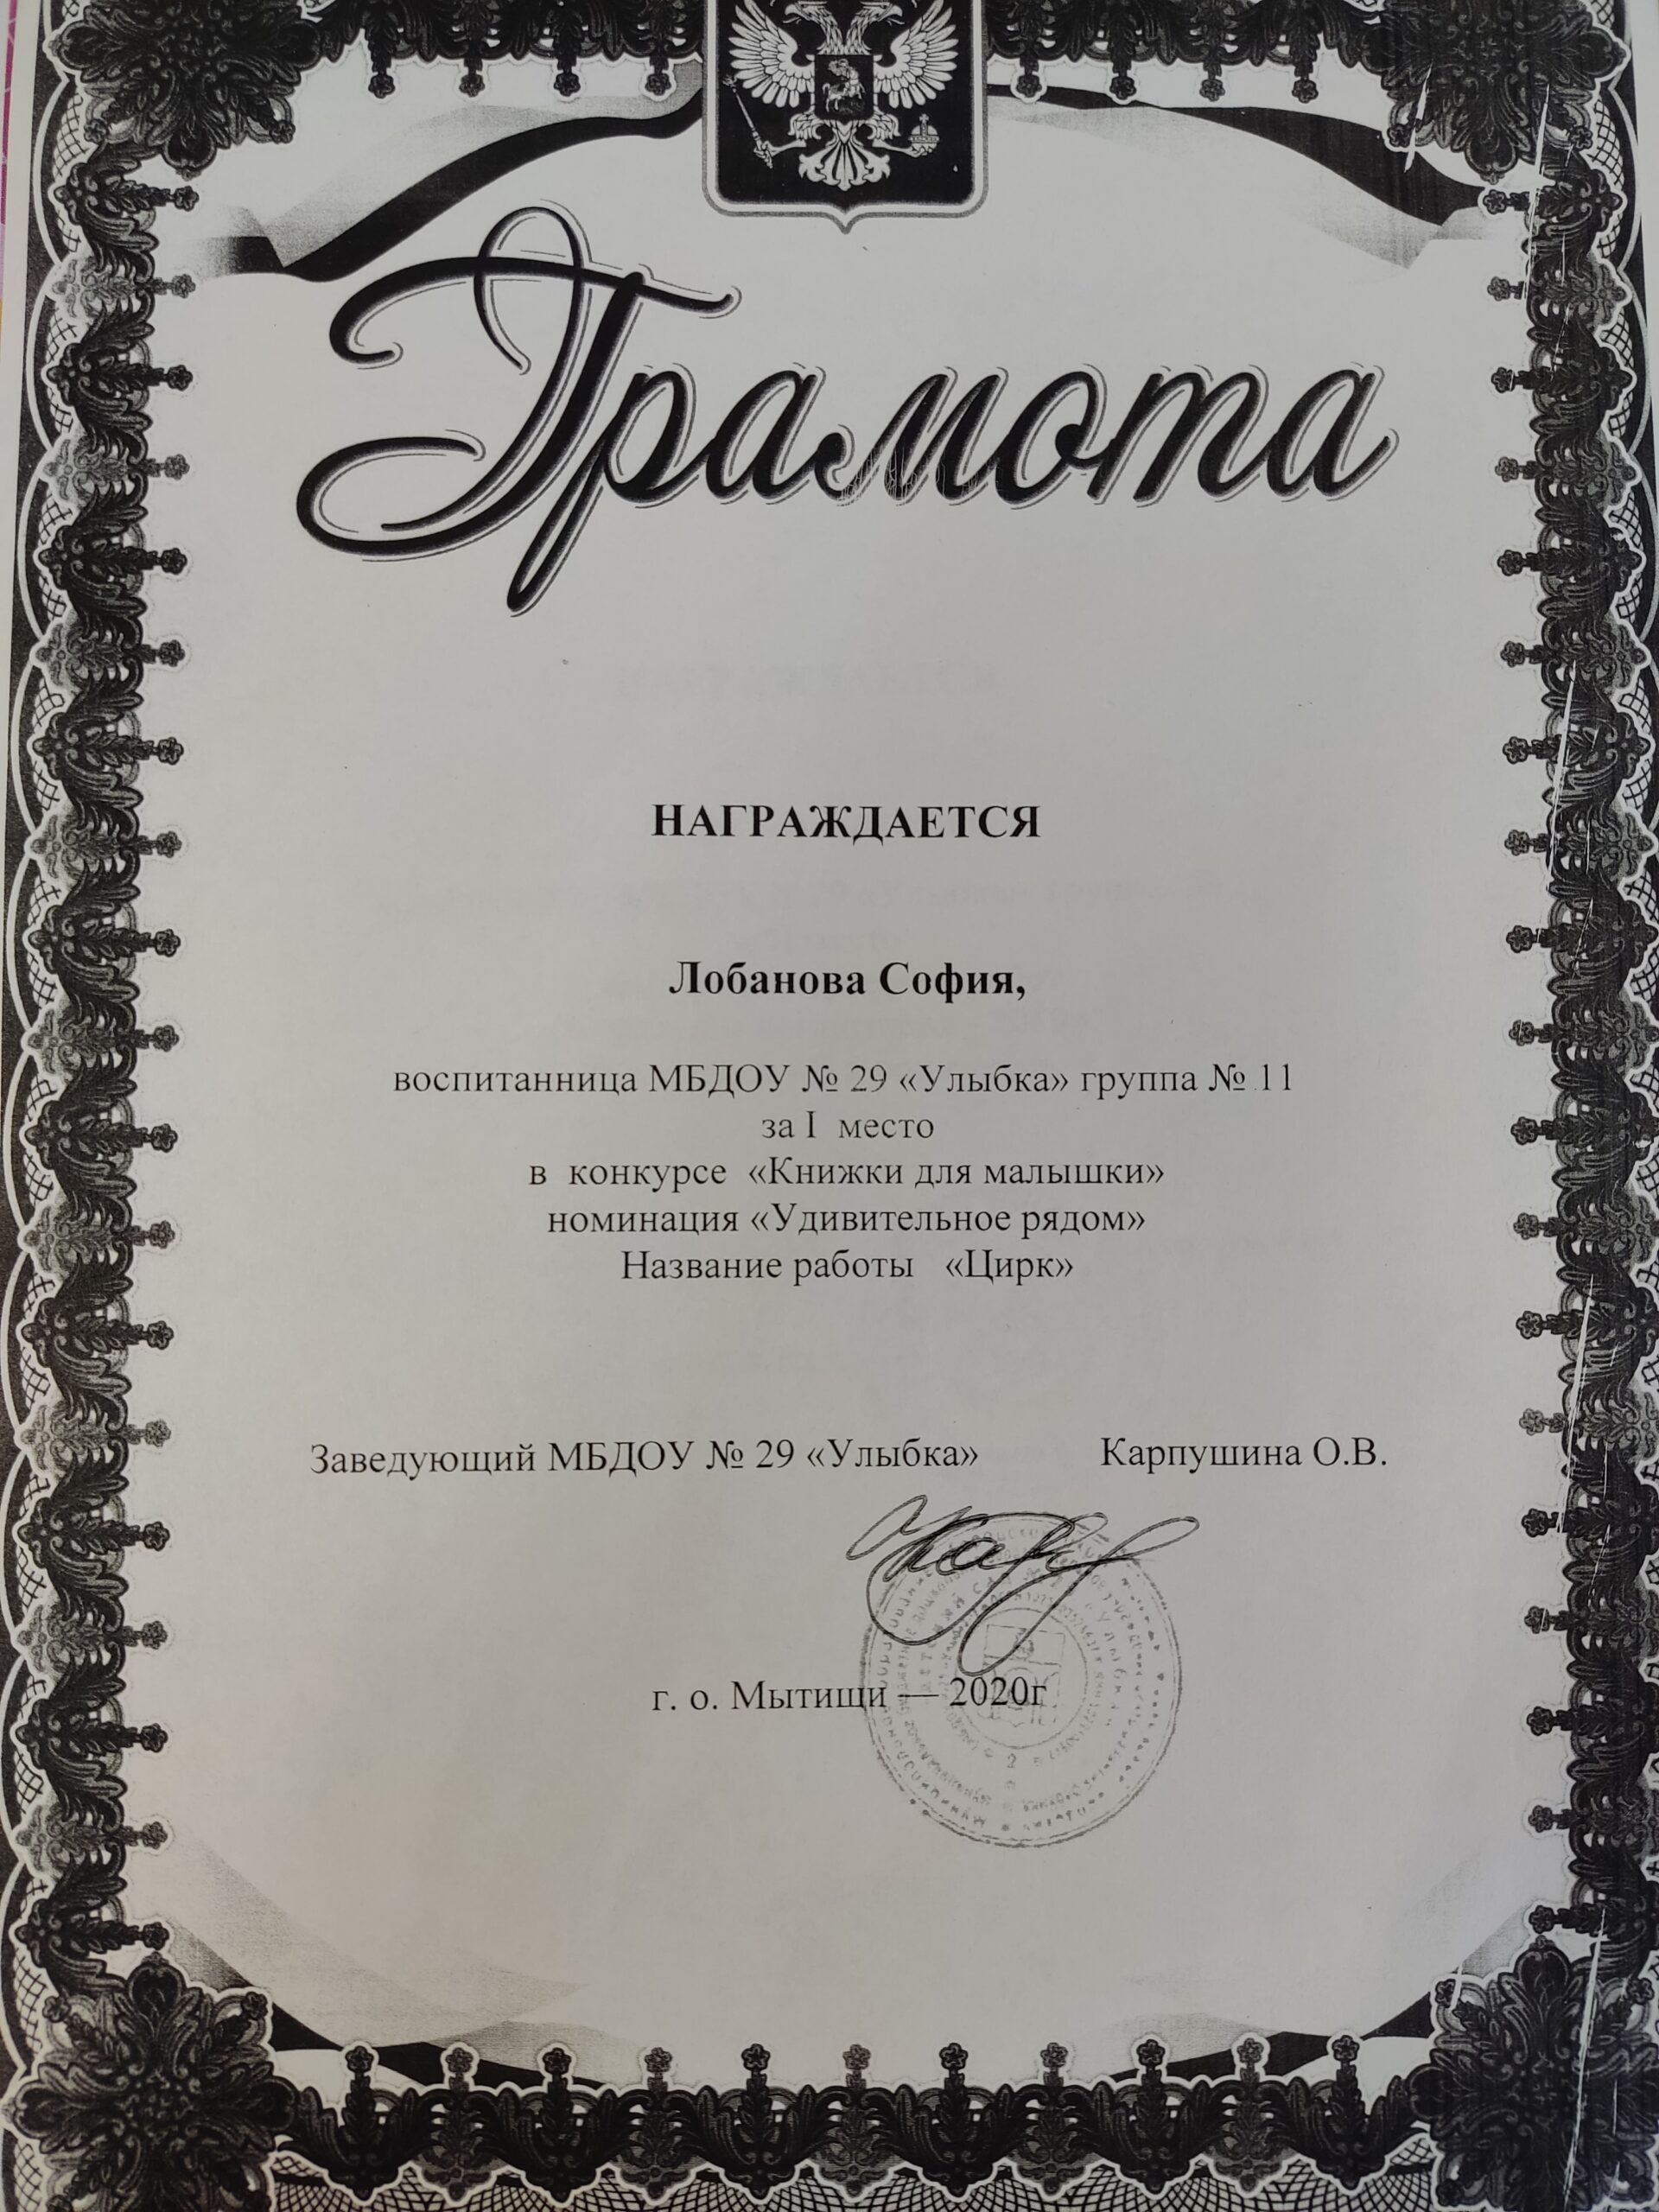 Грамота
НАГРАЖДАЕТСЯ
Лобанова София,
воспитанница МБДОУ № 29 «Улыбка» группа № 11
за I место
в конкурсе «Книжки для малышки»
номинация «Удивительное рядом»
Название работы «Цирк»
Заведующий МБДОУ № 29 «Улыбка» Карпушина О.В.
г. о. Мытищи — 2020г